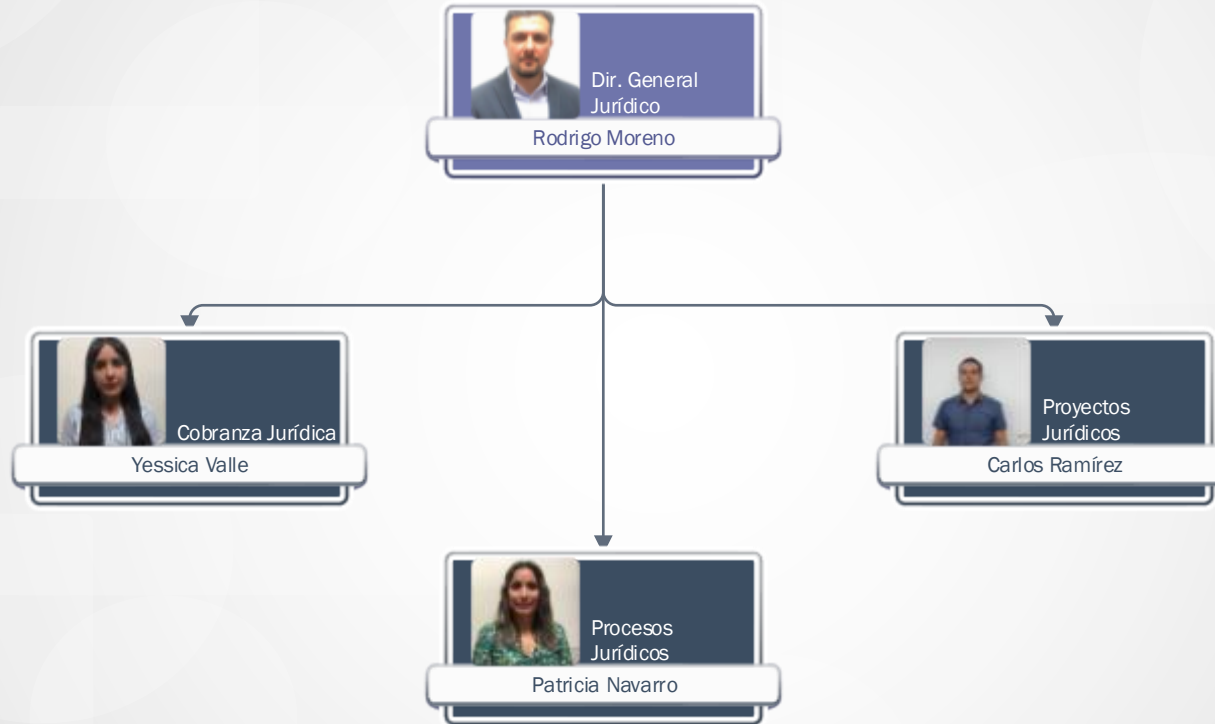 Dir. General
Jurídico
Rodrigo Moreno
Cobranza Jurídica
Yessica Valle
Proyectos
Jurídicos
Carlos Ramírez
Procesos
Jurídicos
Patricia Navarro